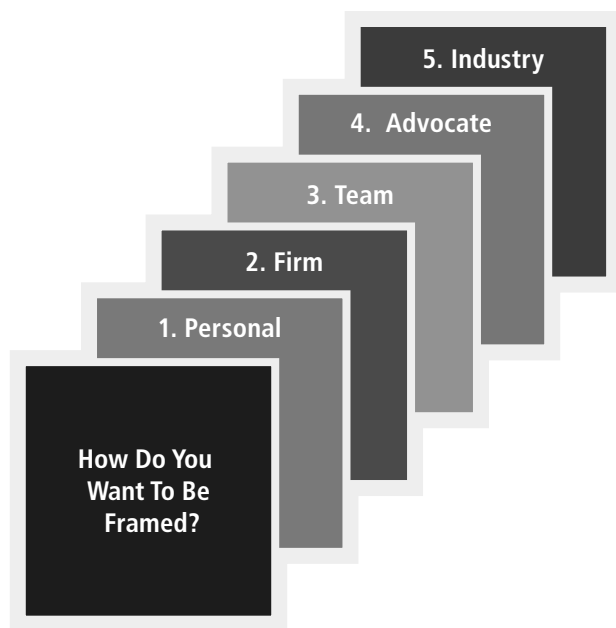 5. Industry
4. Advocate
3. Team
2. Firm
1. Personal
How Do You
Want To Be
Framed?